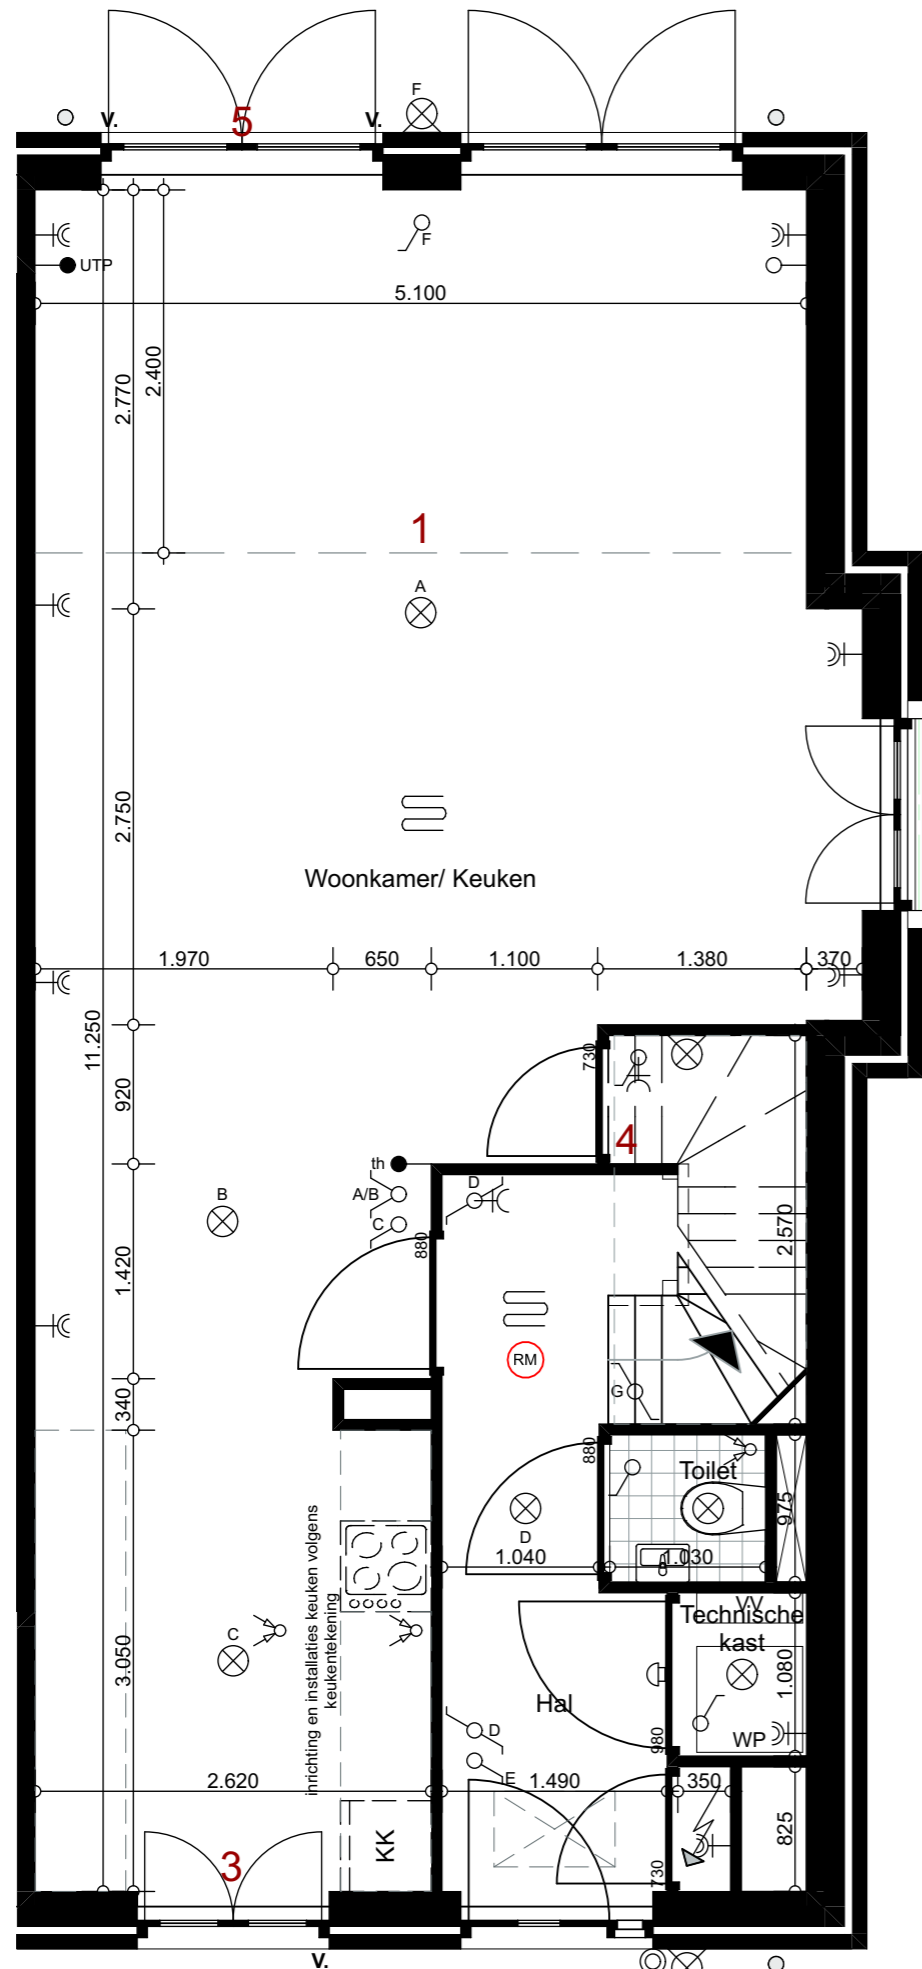 F
V.
5
V.
F
UTP
5.100
2.770
2.400
1
A
2.750
Woonkamer/ Keuken
1.970
650
1.100
1.380
370
11.250
920
730
4
th
A/B
C
D
B
880
2.570
1.420
RM
G
340
880
Toilet
975
D
1.040
1.030
VV
Technische
kast
inrichting en installaties keuken volgens
keukentekening
C
3.050
1.080
Hal
D
WP
980
E
2.620
1.490
350
825
KK
3
730
V.